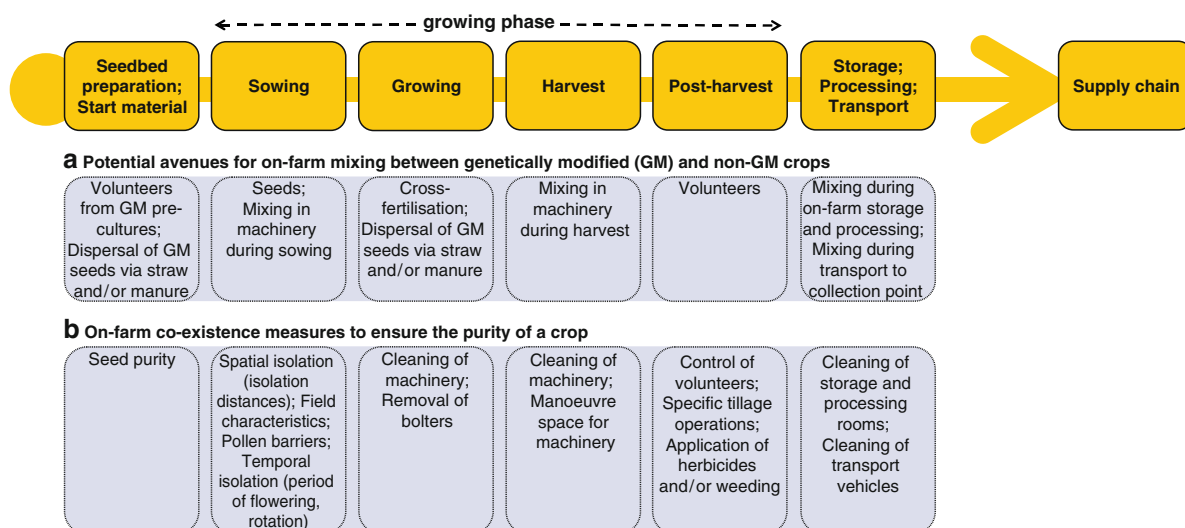 growing phase
Seedbed
preparation;
Start material
Sowing
Growing
Harvest
Post-harvest
Storage;
Processing;
Transport
Supply chain
a Potential avenues for on-farm mixing between genetically modified (GM) and non-GM crops
Volunteers
from GM pre-
cultures;
Dispersal of GM
seeds via straw
and/or manure
Seeds;
Mixing in
machinery
during sowing
Cross-
fertilisation;
Dispersal of GM
seeds via straw
and/or manure
Mixing in
machinery
during harvest
Volunteers
Mixing during
on-farm storage
and processing;
Mixing during
transport to
collection point
b On-farm co-existence measures to ensure the purity of a crop
Seed purity
Spatial isolation
(isolation
distances); Field
characteristics;
Pollen barriers;
Temporal
isolation (period
of flowering,
rotation)
Cleaning of
machinery;
Removal of
bolters
Cleaning of
machinery;
Manoeuvre
space for
machinery
Control of
volunteers;
Specific tillage
operations;
Application of
herbicides
and/or weeding
Cleaning of
storage and
processing
rooms;
Cleaning of
transport
vehicles